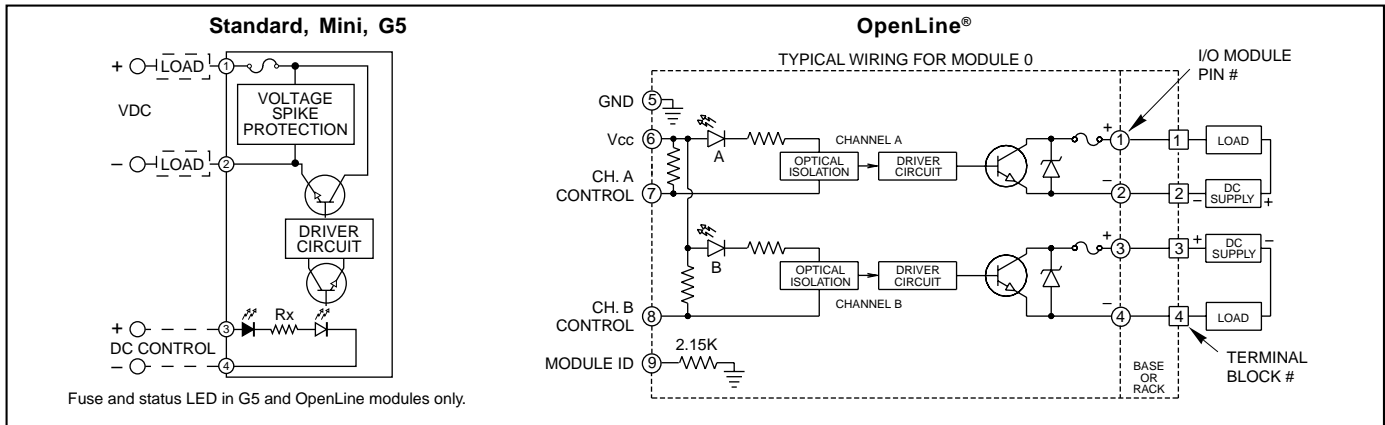 Standard, Mini, G5
+
LOAD
1
VDC
VOLTAGE
SPIKE
PROTECTION
–
LOAD
2
DRIVER
CIRCUIT
+
3
Rx
DC CONTROL
–
4
Fuse and status LED in G5 and OpenLine modules only.
OpenLine®
TYPICAL WIRING FOR MODULE 0
I/O MODULE
PIN #
GND
5
Vcc
6
A
CHANNEL A
OPTICAL
ISOLATION
DRIVER
CIRCUIT
+
1
1
LOAD
CH. A
CONTROL
7
–
2
2
–
DC
SUPPLY
+
B
OPTICAL
ISOLATION
DRIVER
CIRCUIT
CHANNEL B
+
3
3
+
DC
SUPPLY
–
CH. B
CONTROL
8
–
4
4
LOAD
MODULE ID
9
2.15K
BASE
OR
RACK
TERMINAL
BLOCK #